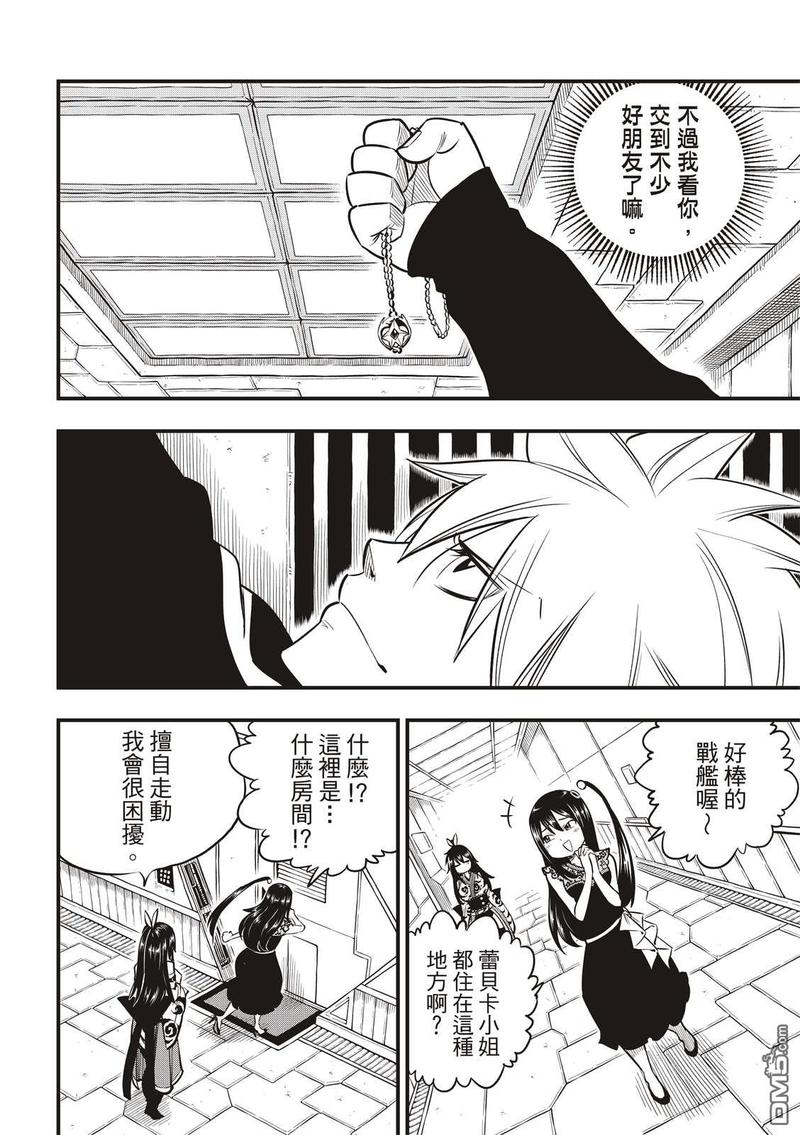 不過我看你，
交到不少
好朋友了嘛。
好棒的
戰艦喔～
蕾貝卡小姐
都住在這種
地方啊？
什麼!?
這裡是…
什麼房間!?
擅自走動
我會很困擾。
DM5.com